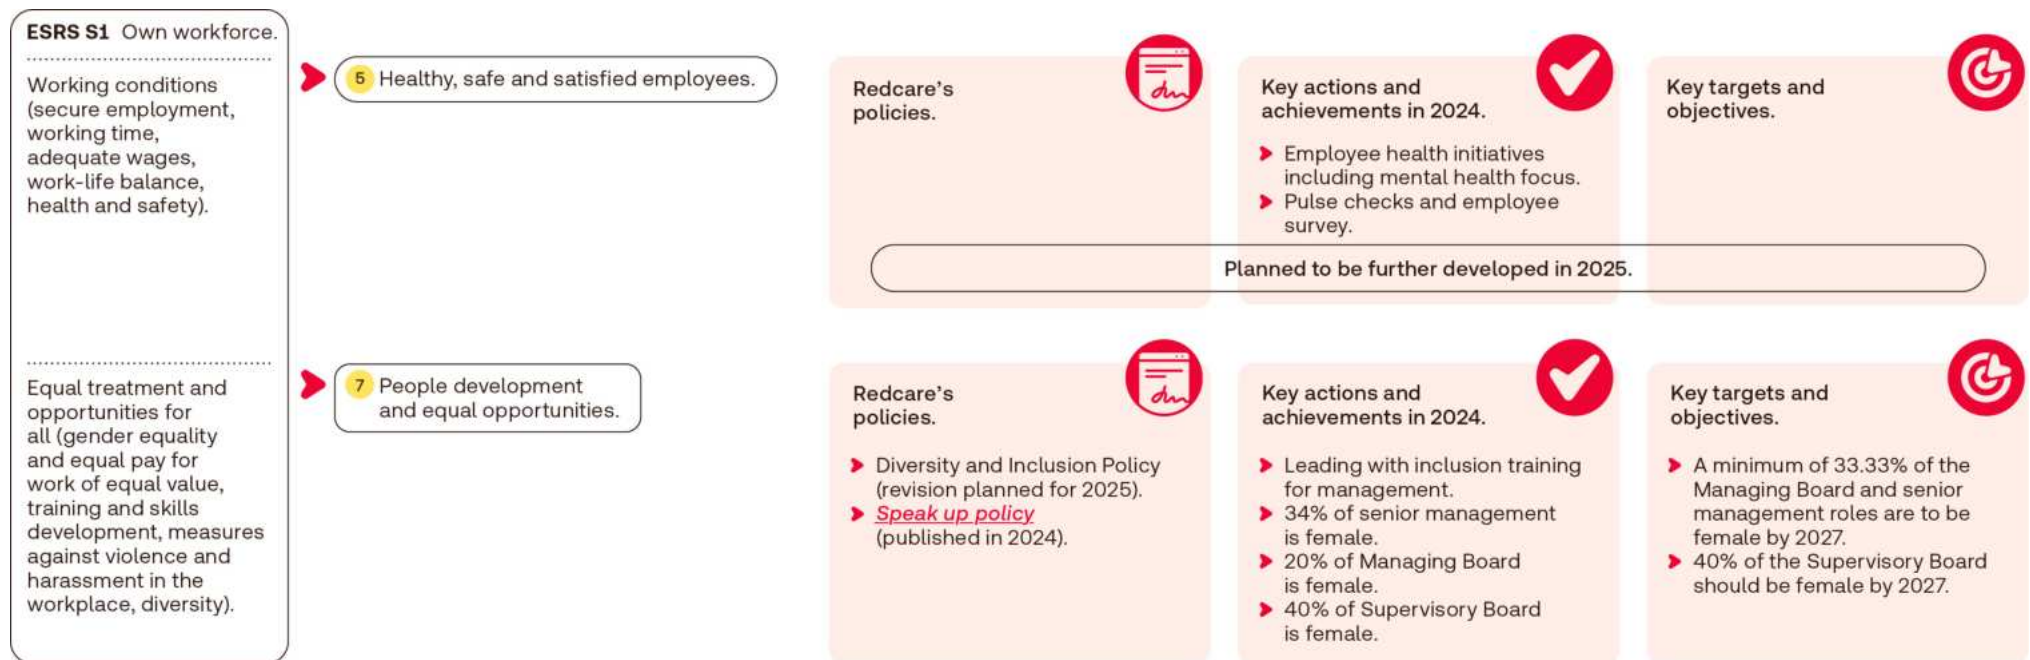 ESRS S1 Own workforce.
Working conditions
(secure employment,
working time,
adequate wages,
work-life balance,
health and safety).
5 Healthy, safe and satisfied employees.
Redcare's
policies.
Key actions and
achievements in 2024.
Employee health initiatives
including mental health focus.
Pulse checks and employee
survey.
Key targets and
objectives.
Planned to be further developed in 2025.
Equal treatment and
opportunities for
all (gender equality
and equal pay for
work of equal value,
training and skills
development, measures
against violence and
harassment in the
workplace, diversity).
7 People development
and equal opportunities.
Redcare's
policies.
Diversity and Inclusion Policy
(revision planned for 2025).
Speak up policy
(published in 2024).
Key actions and
achievements in 2024.
Leading with inclusion training
for management.
34% of senior management
is female.
20% of Managing Board
is female.
40% of Supervisory Board
is female.
Key targets and
objectives.
A minimum of 33.33% of the
Managing Board and senior
management roles are to be
female by 2027.
40% of the Supervisory Board
should be female by 2027.